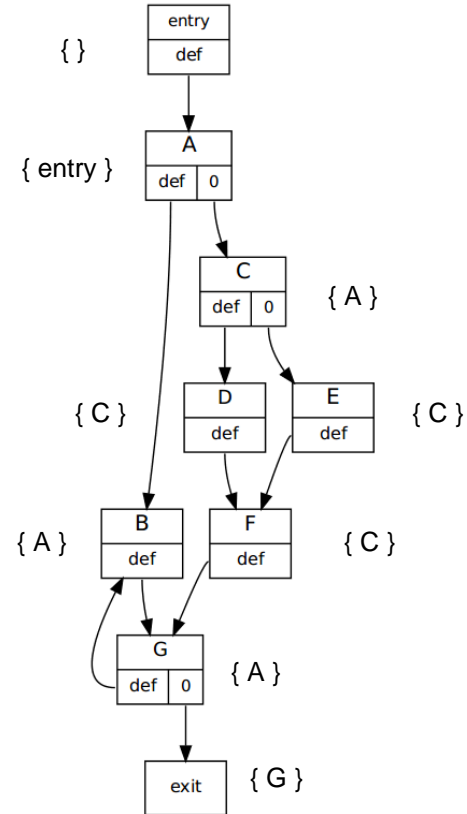 entry
{ } def
A
{ entry } def 0
C
def 0 { A }
D E
{ C } def def { C }
B F
{ A } def def { C }
G
def 0 { A }
exit { G }